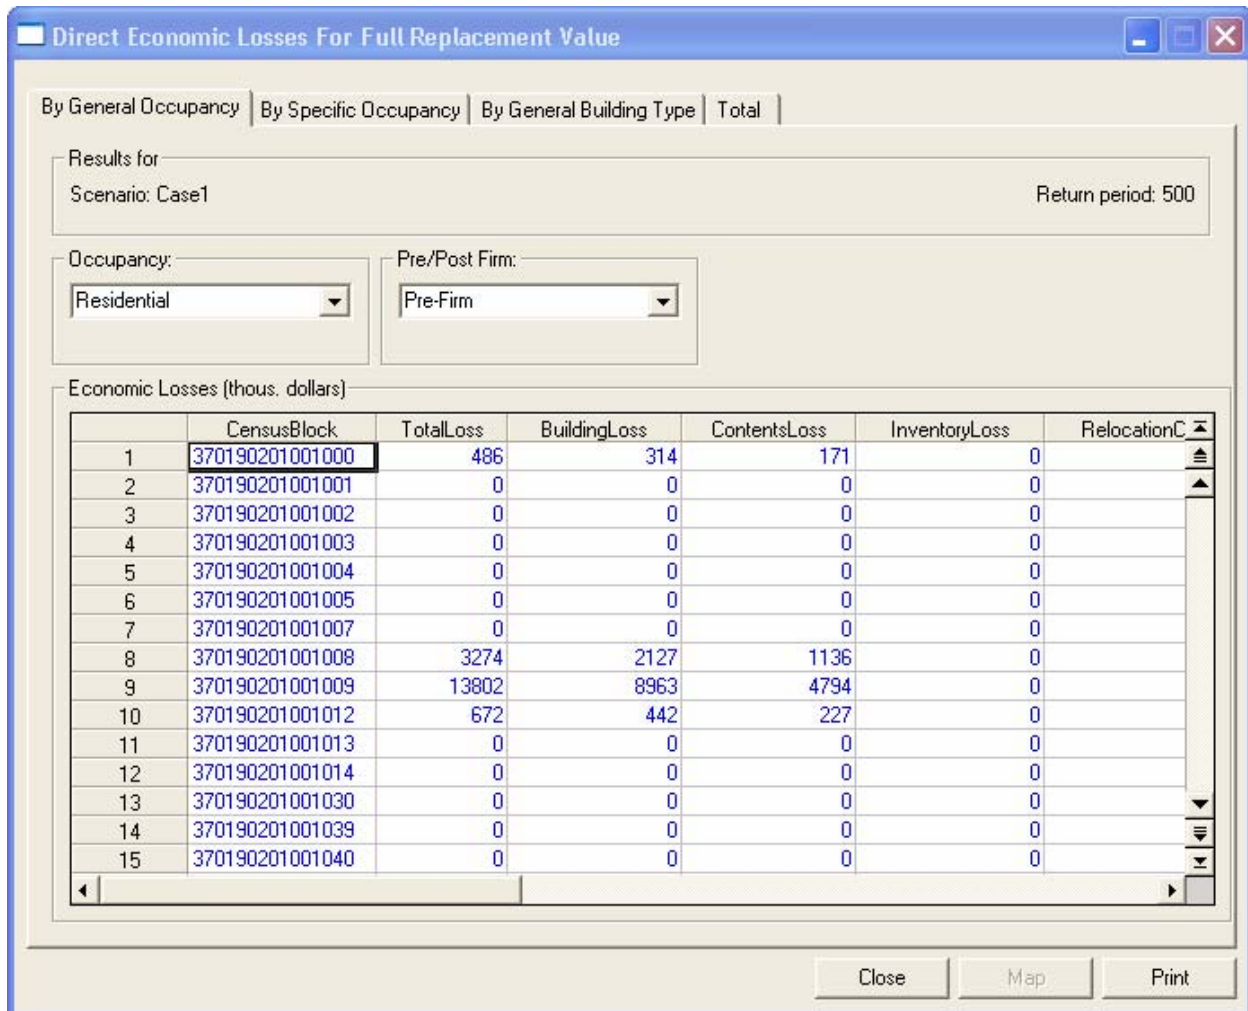 Direct Economic Losses For Full Replacement Value
By General Occupancy By Specific Occupancy By General Building Type Total
Results for
Scenario: Case1 Return period: 500
Occupancy: Pre/Post Firm:
Residential Pre-Firm
Economic Losses (thous. dollars)
CensusBlock TotalLoss BuildingLoss ContentsLoss InventoryLoss RelocationC
1 370190201001000 486 314 171 0
2 370190201001001 0 0 0 0
3 370190201001002 0 0 0 0
4 370190201001003 0 0 0 0
5 370190201001004 0 0 0 0
6 370190201001005 0 0 0 0
7 370190201001007 0 0 0 0
8 370190201001008 3274 2127 1136 0
9 370190201001009 13802 8963 4794 0
10 370190201001012 672 442 227 0
11 370190201001013 0 0 0 0
12 370190201001014 0 0 0 0
13 370190201001030 0 0 0 0
14 370190201001039 0 0 0 0
15 370190201001040 0 0 0 0
Close Map Print